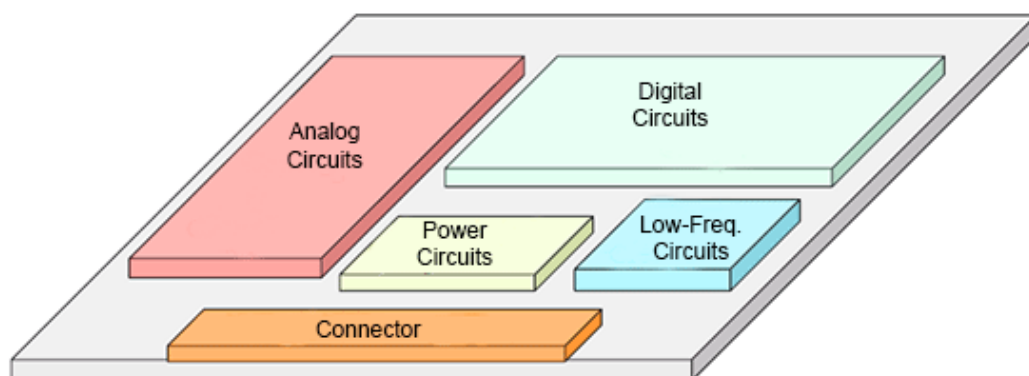 Analog
Circuits
Digital
Circuits
Power
Circuits
Low-Freq.
Circuits
Connector